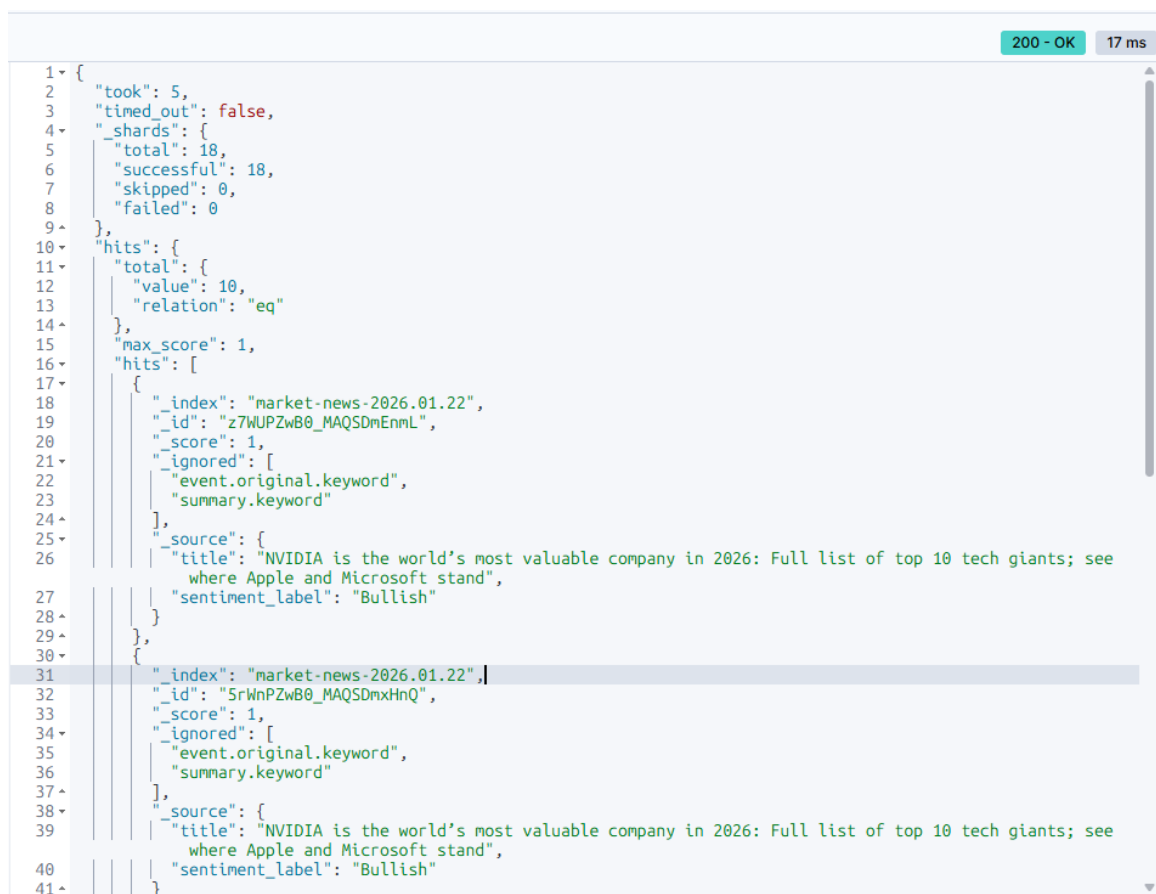 200 - OK 17 ms
1 {
2 "took": 5,
3 "timed_out": false,
4 "_shards": {
5 "total": 18,
6 "successful": 18,
7 "skipped": 0,
8 "failed": 0
9 },
10 "hits": {
11 "total": {
12 "value": 10,
13 "relation": "eq"
14 },
15 "max_score": 1,
16 "hits": [
17 {
18 "_index": "market-news-2026.01.22",
19 "_id": "z7WUPZwB0_MAQSDmEnmL",
20 "_score": 1,
21 "_ignored": [
22 "event.original.keyword",
23 "summary.keyword"
24 ],
25 "_source": {
26 "title": "NVIDIA is the world’s most valuable company in 2026: Full list of top 10 tech giants; see
where Apple and Microsoft stand",
27 "sentiment_label": "Bullish"
28 }
29 },
30 {
31 "_index": "market-news-2026.01.22",
32 "_id": "5rWnPZwB0_MAQSDmxHnQ",
33 "_score": 1,
34 "_ignored": [
35 "event.original.keyword",
36 "summary.keyword"
37 ],
38 "_source": {
39 "title": "NVIDIA is the world’s most valuable company in 2026: Full list of top 10 tech giants; see
where Apple and Microsoft stand",
40 "sentiment_label": "Bullish"
41 }